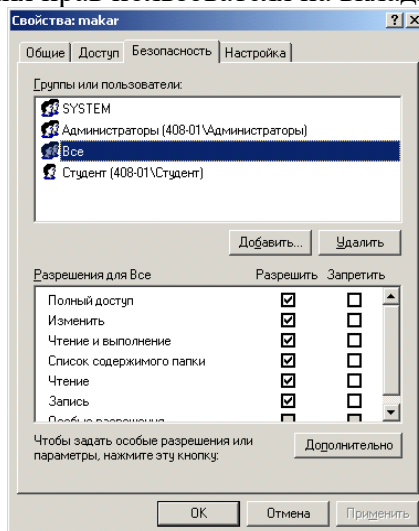 Свойства: makar
Общие Доступ Безопасность Настройка
Группы или пользователи:
SYSTEM
Администраторы (408-01\Администраторы)
Все
Студент (408-01\Студент)
Добавить... Удалить
Разрешения для Все Разрешить Запретить
Полный доступ
Изменить
Чтение и выполнение
Список содержимого папки
Чтение
Запись
Особые разрешения
Чтобы задать особые разрешения или
параметры, нажмите эту кнопку:
Дополнительно
OK Отмена Применить